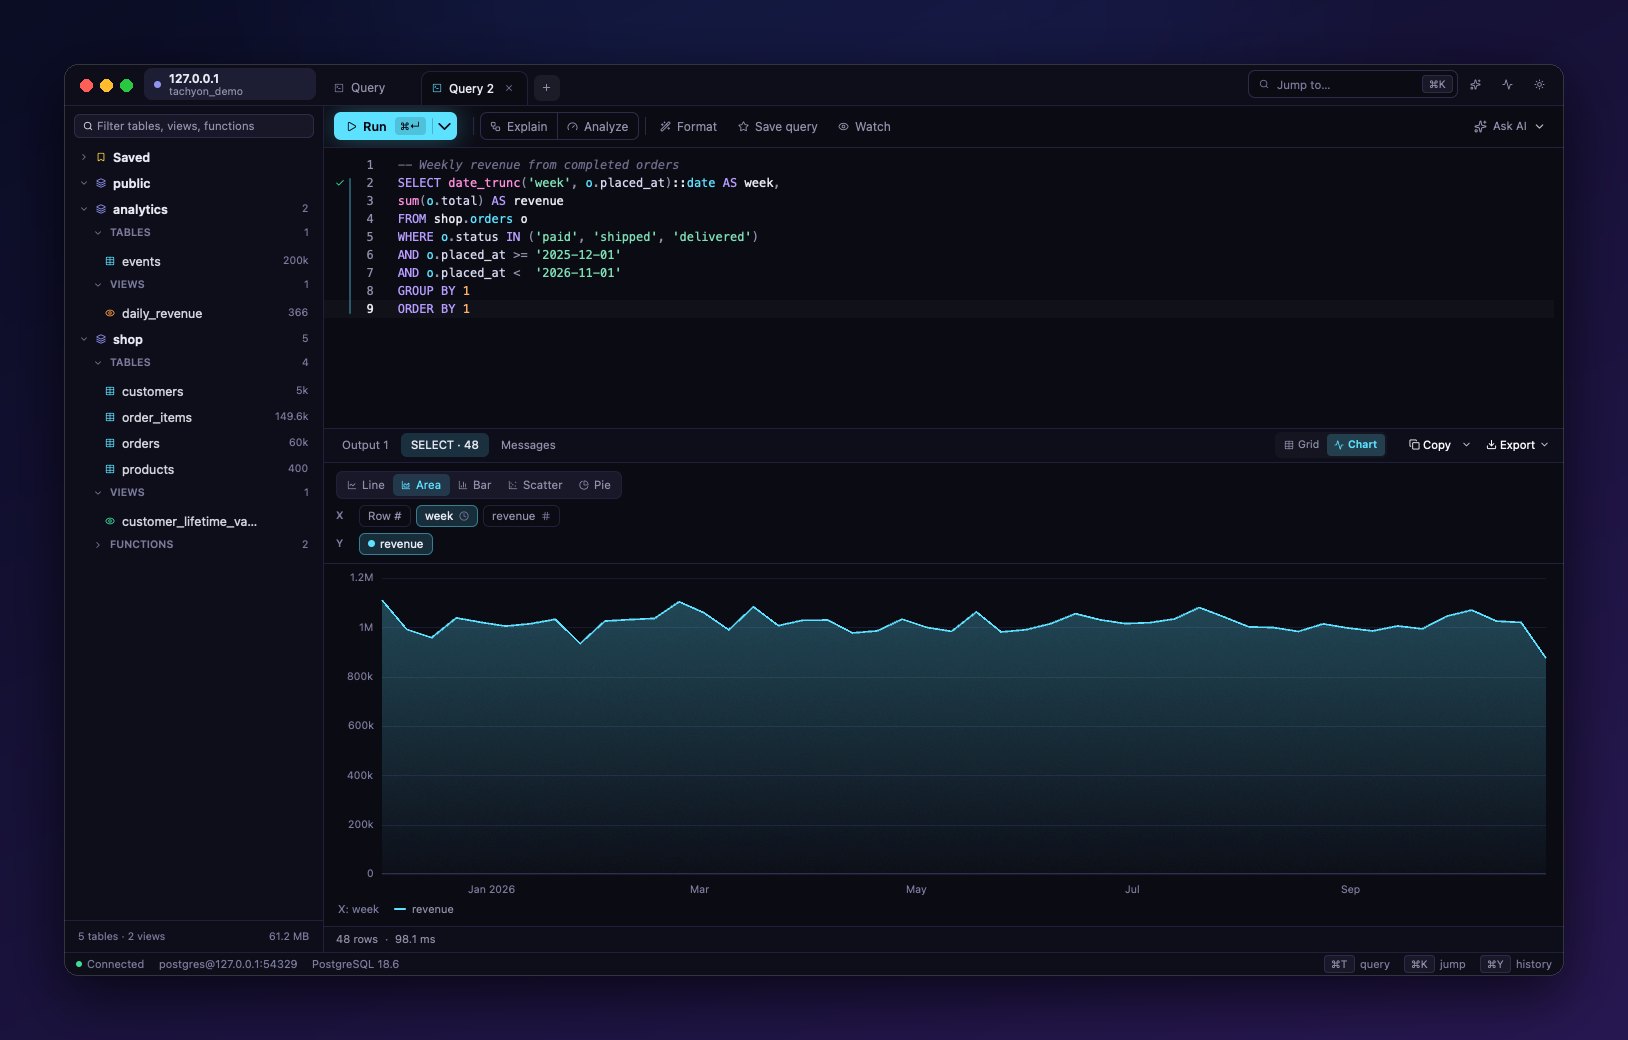 127.0.0.1
tachyon_demo
Query
Query 2
Jump to...
⌘K
Filter tables, views, functions
Run ⌘↵
Explain
Analyze
Format
Save query
Watch
Ask AI
Saved
public
analytics 2
TABLES 1
events 200k
VIEWS 1
daily_revenue 366
shop 5
TABLES 4
customers 5k
order_items 149.6k
orders 60k
products 400
VIEWS 1
customer_lifetime_va...
FUNCTIONS 2
5 tables · 2 views 61.2 MB
1 -- Weekly revenue from completed orders
2 SELECT date_trunc('week', o.placed_at)::date AS week,
3 sum(o.total) AS revenue
4 FROM shop.orders o
5 WHERE o.status IN ('paid', 'shipped', 'delivered')
6 AND o.placed_at >= '2025-12-01'
7 AND o.placed_at <  '2026-11-01'
8 GROUP BY 1
9 ORDER BY 1
Output 1
SELECT · 48
Messages
Grid
Chart
Copy
Export
Line
Area
Bar
Scatter
Pie
X Row # week revenue #
Y revenue
1.2M
1M
800k
600k
400k
200k
0
Jan 2026 Mar May Jul Sep
X: week revenue
48 rows · 98.1 ms
Connected postgres@127.0.0.1:54329 PostgreSQL 18.6
⌘T query ⌘K jump ⌘Y history